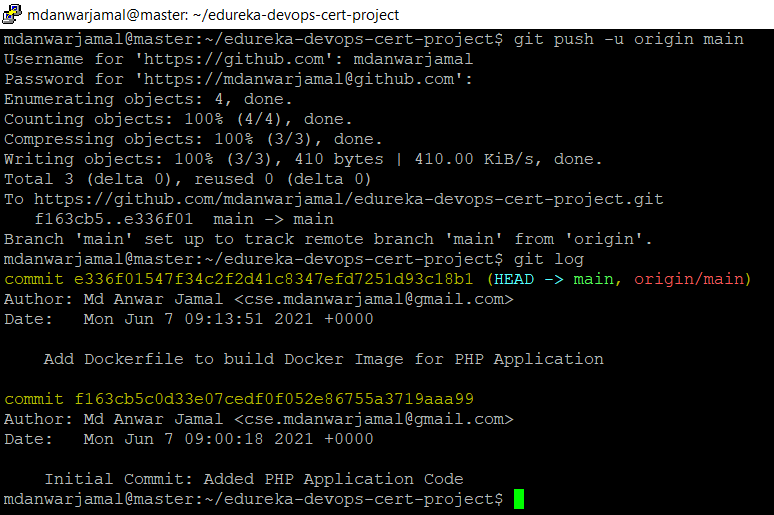 mdanwarjamal@master: ~/edureka-devops-cert-project
mdanwarjamal@master:~/edureka-devops-cert-project$ git push -u origin main
Username for 'https://github.com': mdanwarjamal
Password for 'https://mdanwarjamal@github.com':
Enumerating objects: 4, done.
Counting objects: 100% (4/4), done.
Compressing objects: 100% (3/3), done.
Writing objects: 100% (3/3), 410 bytes | 410.00 KiB/s, done.
Total 3 (delta 0), reused 0 (delta 0)
To https://github.com/mdanwarjamal/edureka-devops-cert-project.git
   f163cb5..e336f01  main -> main
Branch 'main' set up to track remote branch 'main' from 'origin'.
mdanwarjamal@master:~/edureka-devops-cert-project$ git log
commit e336f01547f34c2f2d41c8347efd7251d93c18b1 (HEAD -> main, origin/main)
Author: Md Anwar Jamal <cse.mdanwarjamal@gmail.com>
Date:   Mon Jun 7 09:13:51 2021 +0000
    Add Dockerfile to build Docker Image for PHP Application
commit f163cb5c0d33e07cedf0f052e86755a3719aaa99
Author: Md Anwar Jamal <cse.mdanwarjamal@gmail.com>
Date:   Mon Jun 7 09:00:18 2021 +0000
    Initial Commit: Added PHP Application Code
mdanwarjamal@master:~/edureka-devops-cert-project$